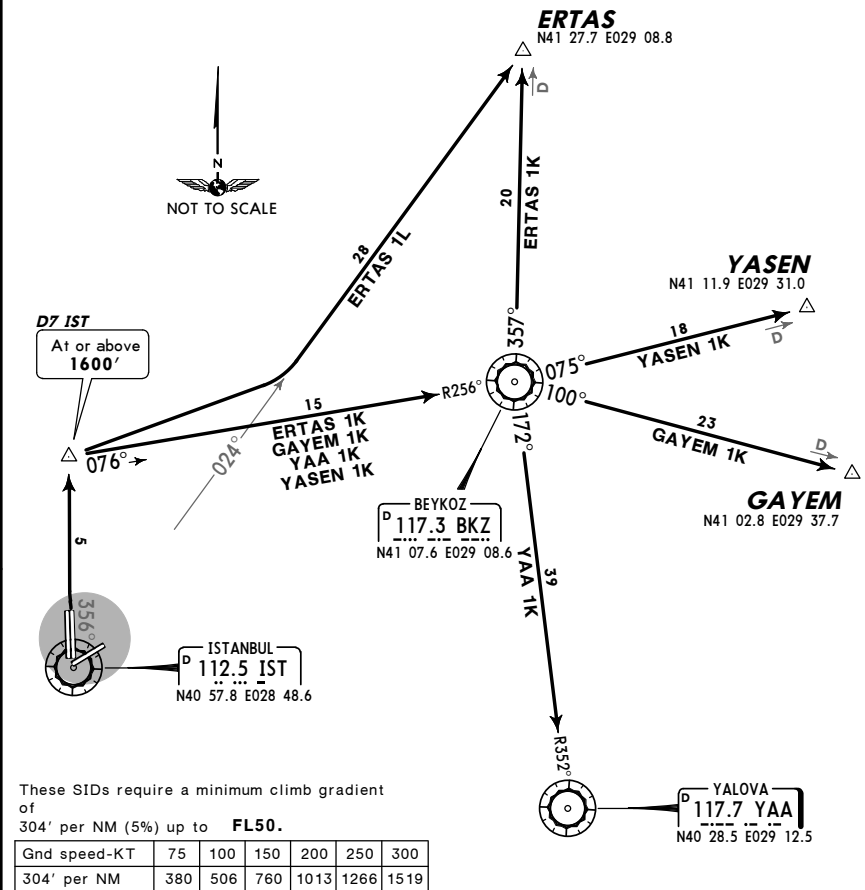 ERTAS
N41 27.7 E029 08.8
D
N
NOT TO SCALE
20
ERTAS 1K
28
ERTAS 1L
YASEN
N41 11.9 E029 31.0
D7 IST
At or above
1600'
357°
18
YASEN 1K
D
075°
R256°
100°
15
ERTAS 1K
GAYEM 1K
YAA 1K
YASEN 1K
076°
024°
172°
23
GAYEM 1K
D
GAYEM
N41 02.8 E029 37.7
BEYKOZ
D 117.3 BKZ
N41 07.6 E029 08.6
5
39
YAA 1K
356°
ISTANBUL
D 112.5 IST
N40 57.8 E028 48.6
R352°
YALOVA
D 117.7 YAA
N40 28.5 E029 12.5
These SIDs require a minimum climb gradient
of
304' per NM (5%) up to FL50.
Gnd speed-KT 75 100 150 200 250 300
304' per NM 380 506 760 1013 1266 1519